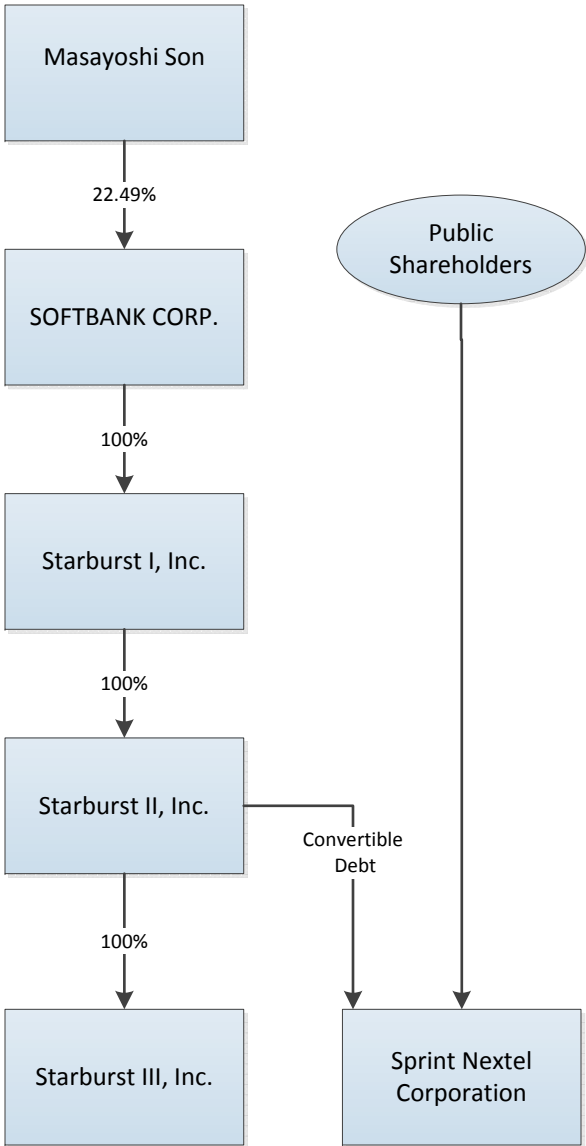 Masayoshi Son
22.49%
Public
Shareholders
SOFTBANK CORP.
100%
Starburst I, Inc.
100%
Starburst II, Inc.
Convertible
Debt
100%
Starburst III, Inc.
Sprint Nextel
Corporation